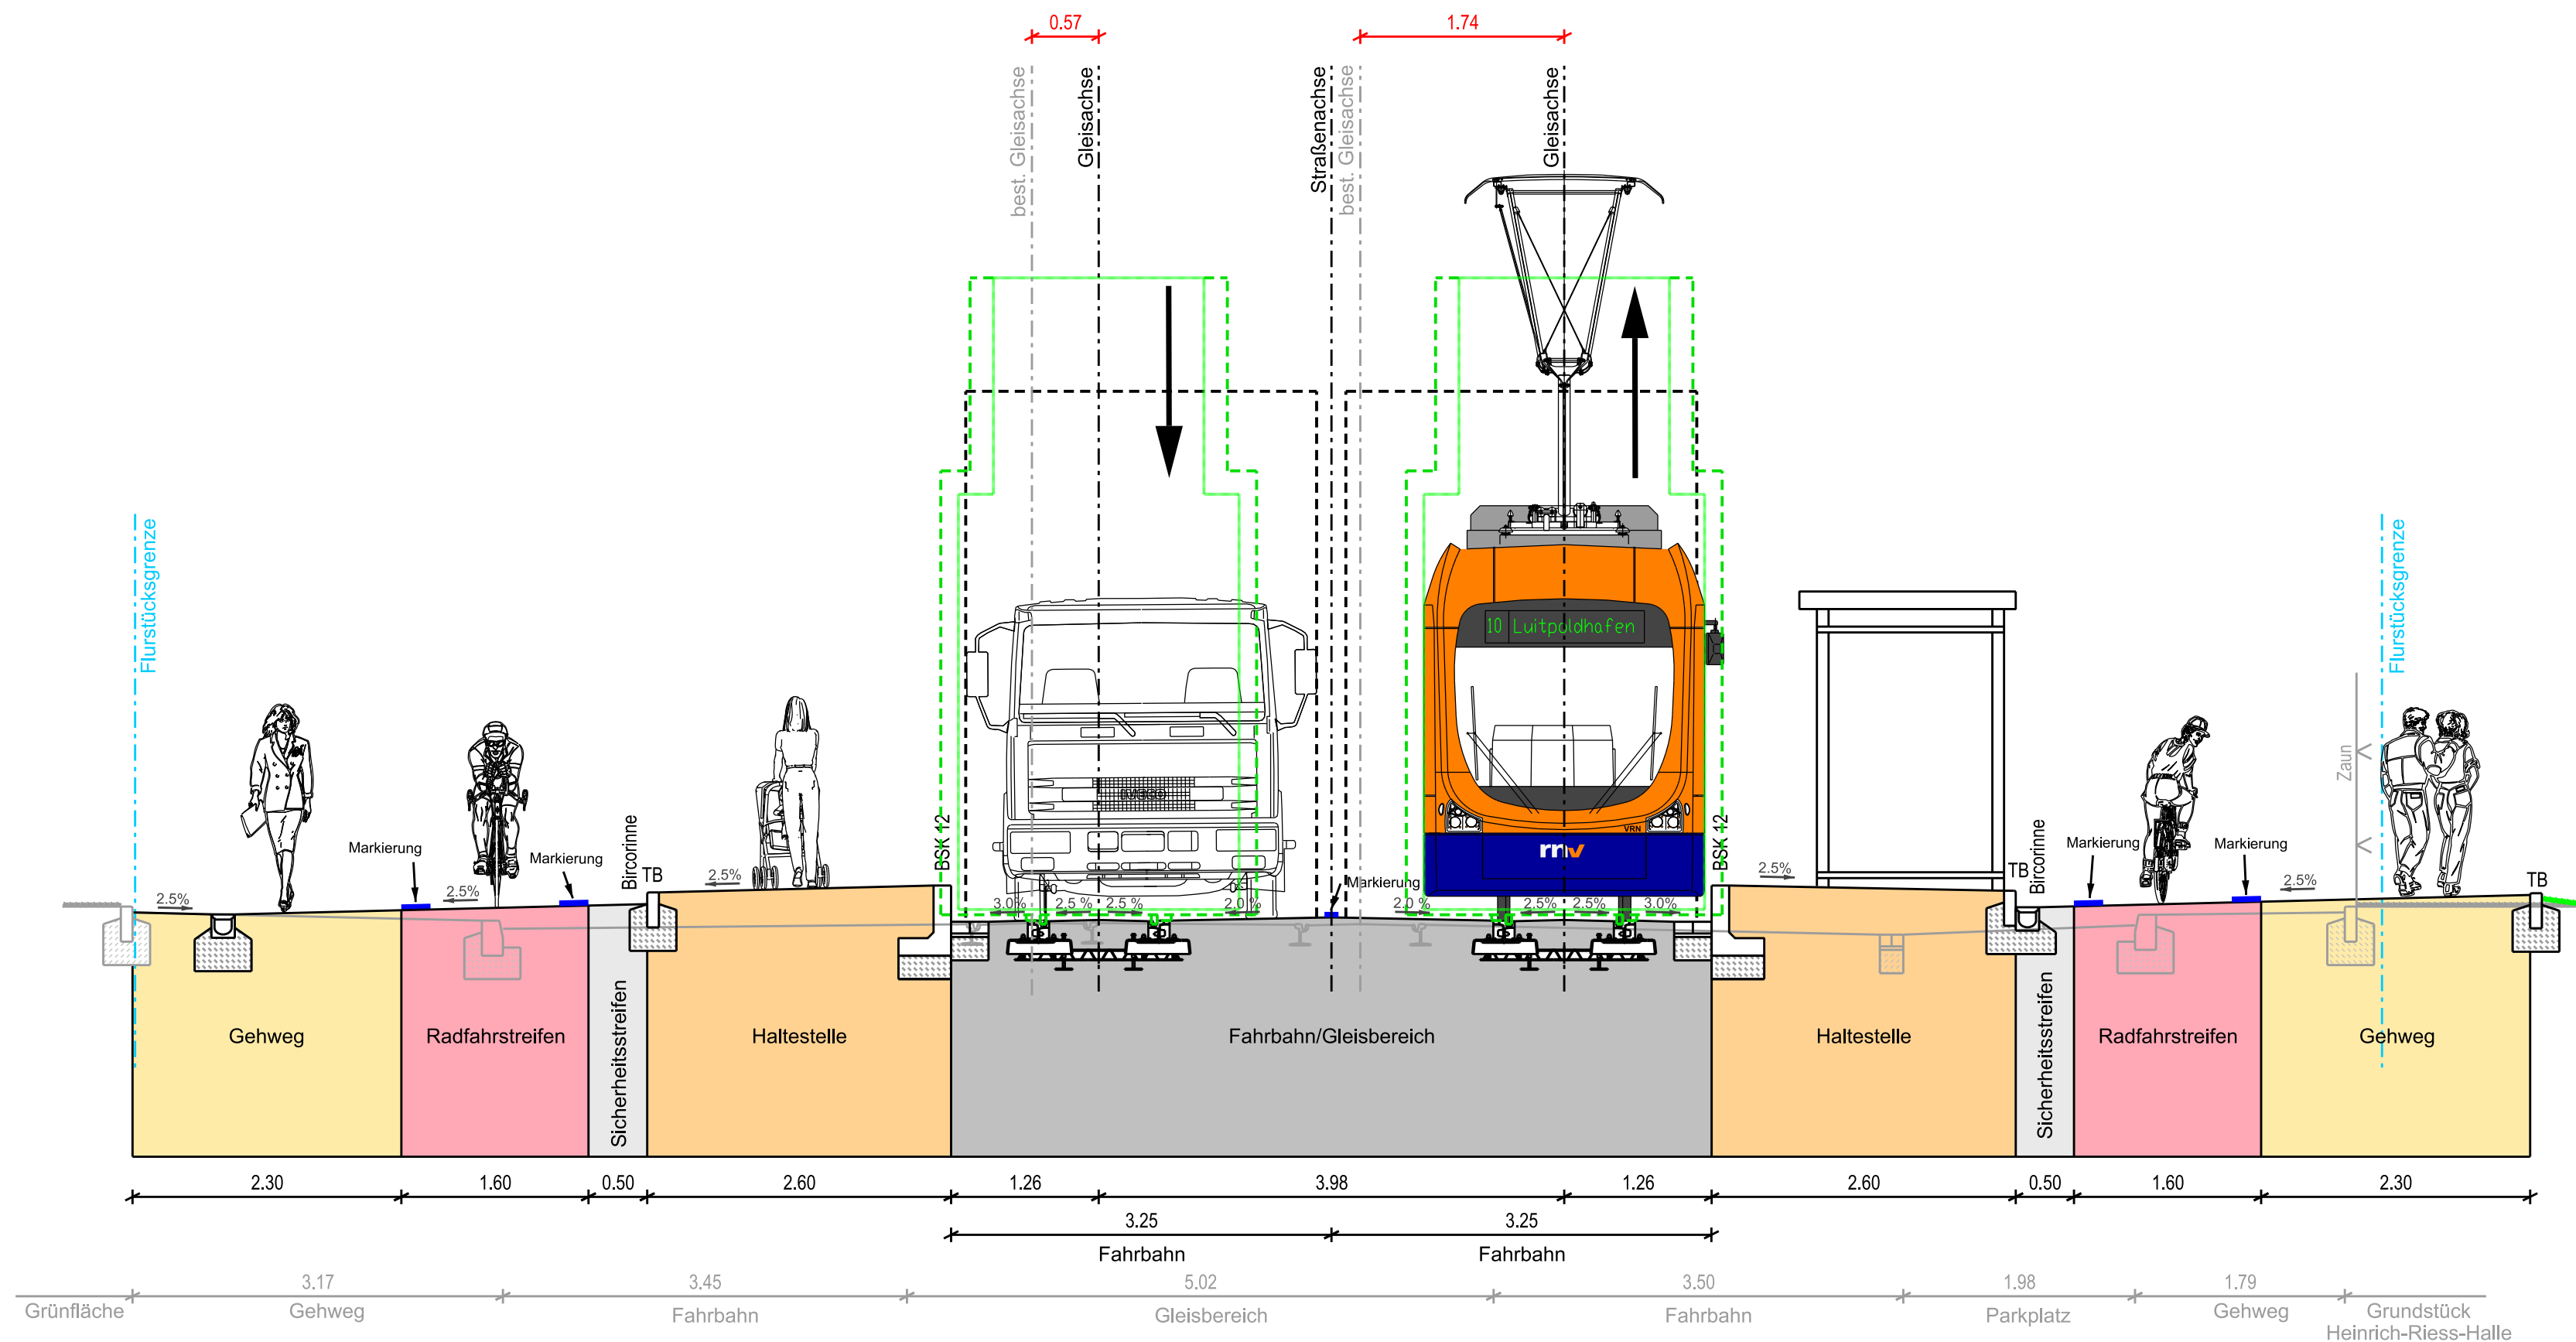 0.57
1.74
best. Gleisachse
Gleisachse
Straßenachse
best. Gleisachse
Gleisachse
Flurstücksgrenze
Flurstücksgrenze
10 Luitpoldhafen
IVECO
VRN
rnv
Zaun
Markierung
Markierung
Bircorinne
TB
BSK 12
Markierung
BSK 12
TB
Bircorinne
Markierung
Markierung
TB
2.5%
2.5%
2.5%
3.0%
2.5 %
2.5 %
2.0 %
2.0 %
2.5%
2.5%
3.0%
2.5%
2.5%
Gehweg
Radfahrstreifen
Sicherheitsstreifen
Haltestelle
Fahrbahn/Gleisbereich
Haltestelle
Sicherheitsstreifen
Radfahrstreifen
Gehweg
2.30
1.60
0.50
2.60
1.26
3.98
1.26
2.60
0.50
1.60
2.30
3.25
3.25
Fahrbahn
Fahrbahn
3.17
3.45
5.02
3.50
1.98
1.79
Grünfläche
Gehweg
Fahrbahn
Gleisbereich
Fahrbahn
Parkplatz
Gehweg
Grundstück
Heinrich-Riess-Halle